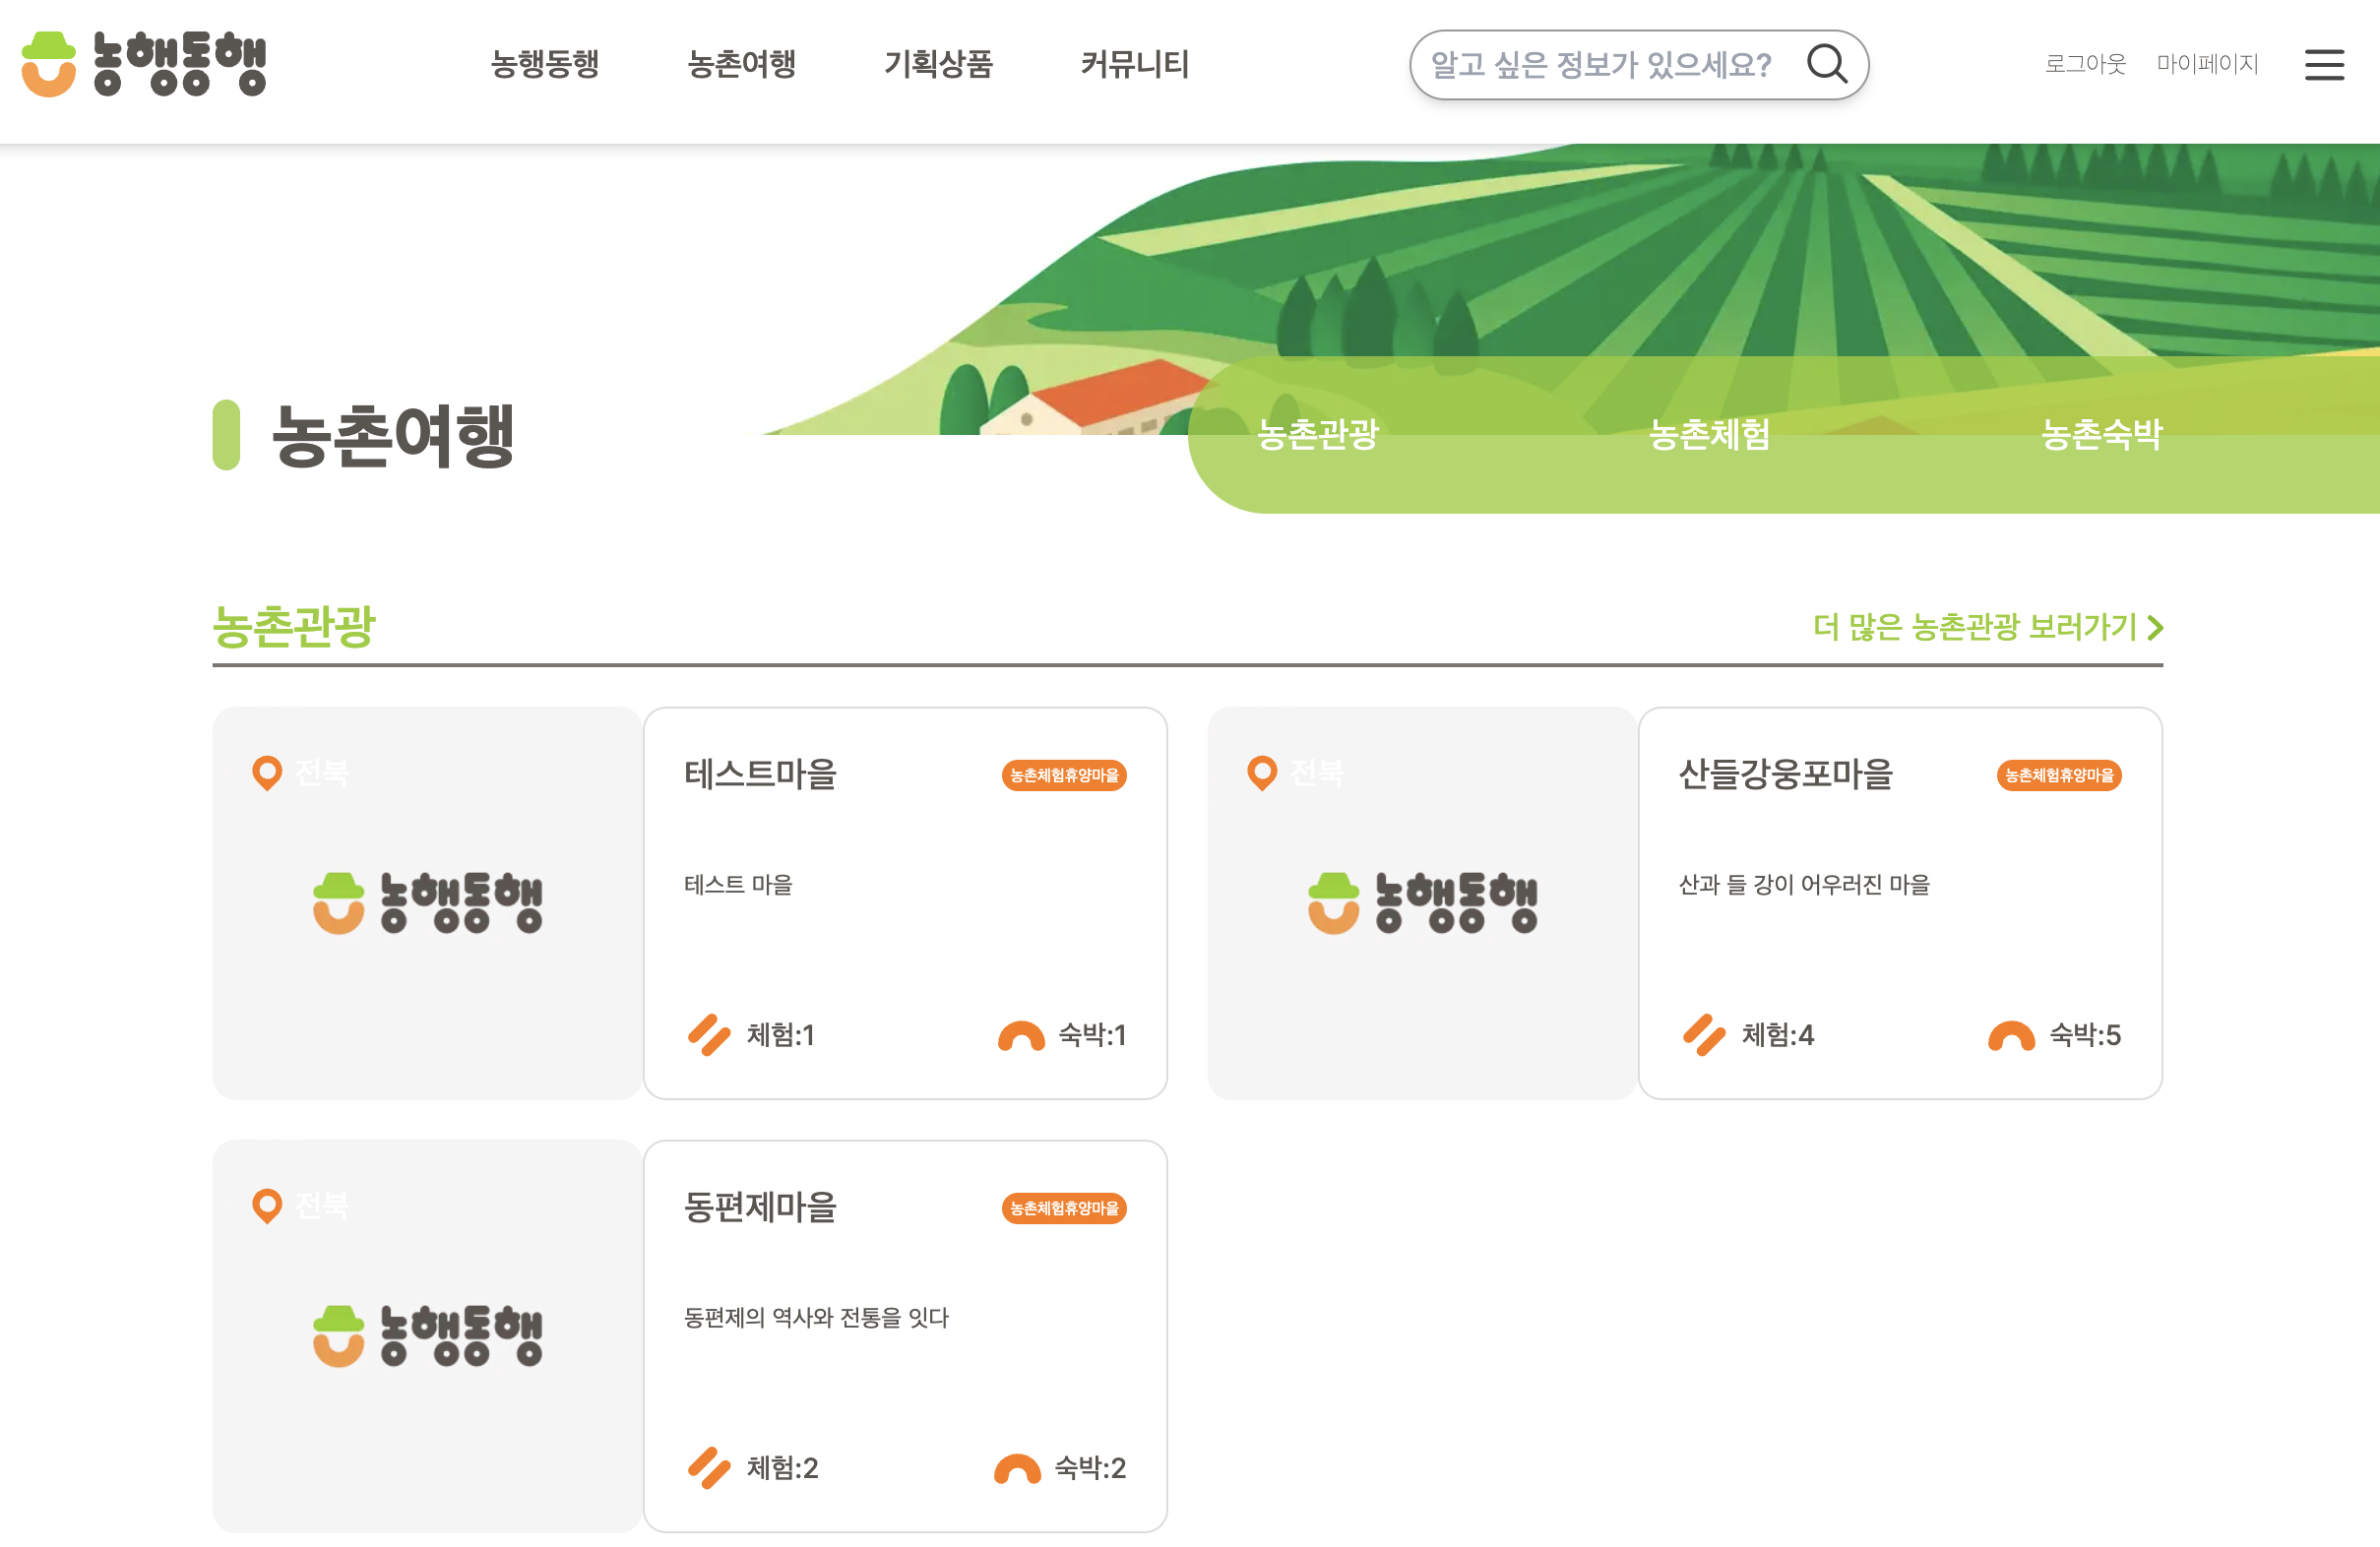 농행동행
농행동행 농촌여행 기획상품 커뮤니티
알고 싶은 정보가 있으세요?
로그아웃 마이페이지
농촌여행
농촌관광 농촌체험 농촌숙박
농촌관광
더 많은 농촌관광 보러가기
전북
농행동행
테스트마을
농촌체험휴양마을
테스트 마을
체험:1
숙박:1
전북
농행동행
산들강웅포마을
농촌체험휴양마을
산과 들 강이 어우러진 마을
체험:4
숙박:5
전북
농행동행
동편제마을
농촌체험휴양마을
동편제의 역사와 전통을 잇다
체험:2
숙박:2